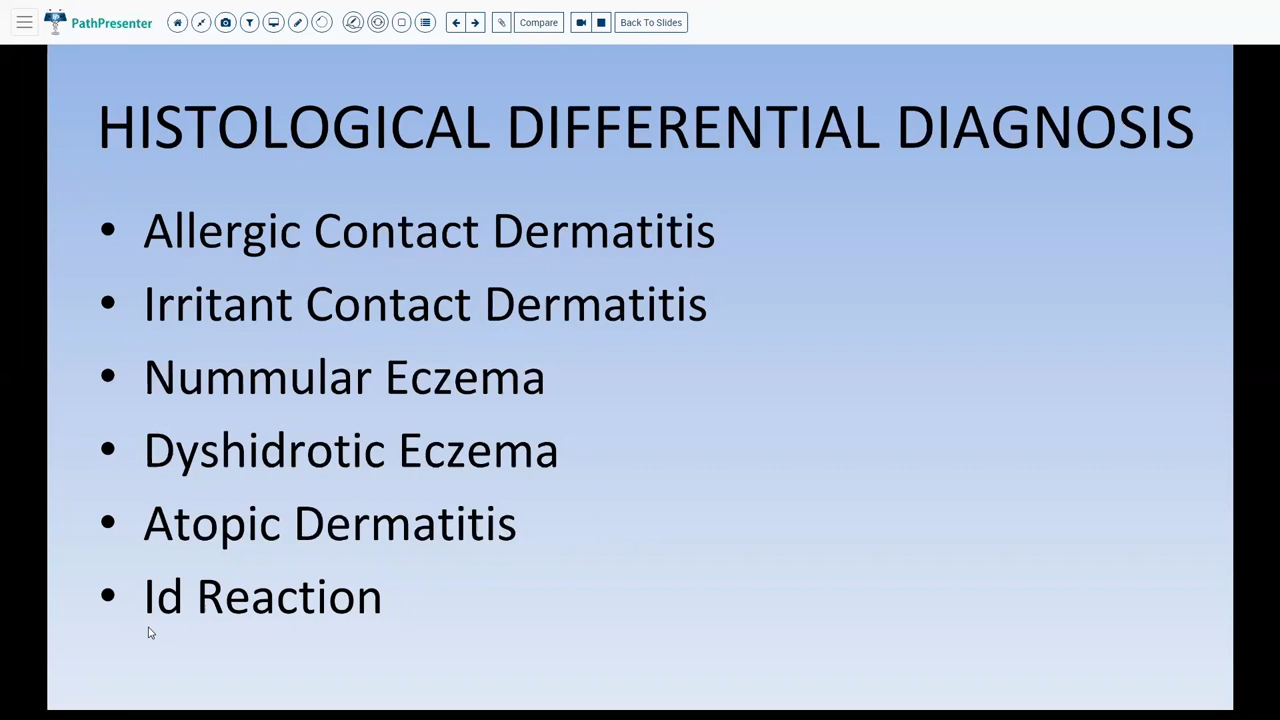 PathPresenter
Compare
Back To Slides
HISTOLOGICAL DIFFERENTIAL DIAGNOSIS
• Allergic Contact Dermatitis
• Irritant Contact Dermatitis
• Nummular Eczema
• Dyshidrotic Eczema
• Atopic Dermatitis
• Id Reaction